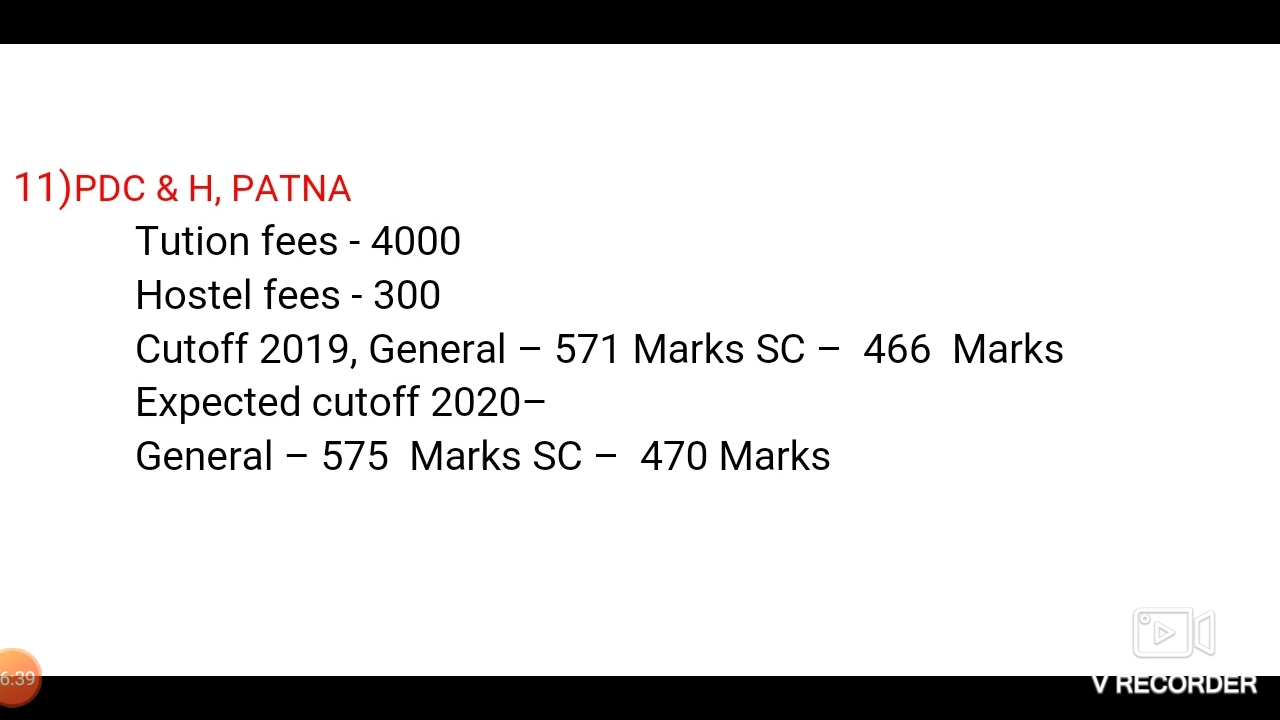 11)PDC & H, PATNA
Tution fees - 4000
Hostel fees - 300
Cutoff 2019, General – 571 Marks SC – 466 Marks
Expected cutoff 2020–
General – 575 Marks SC – 470 Marks
6:39
V RECORDER